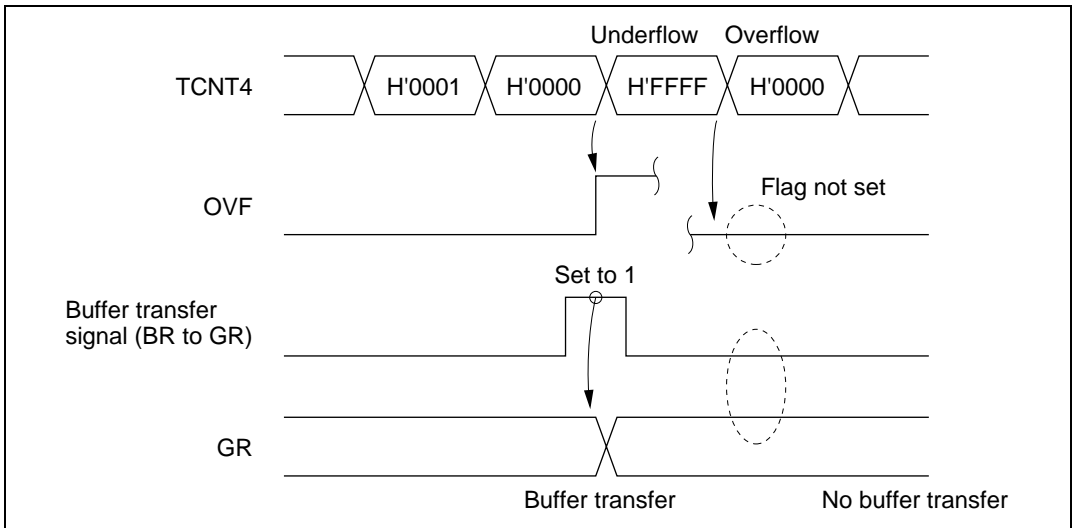 Underflow Overflow
TCNT4 H'0001 H'0000 H'FFFF H'0000
Flag not set
OVF
Set to 1
Buffer transfer
signal (BR to GR)
GR
Buffer transfer No buffer transfer